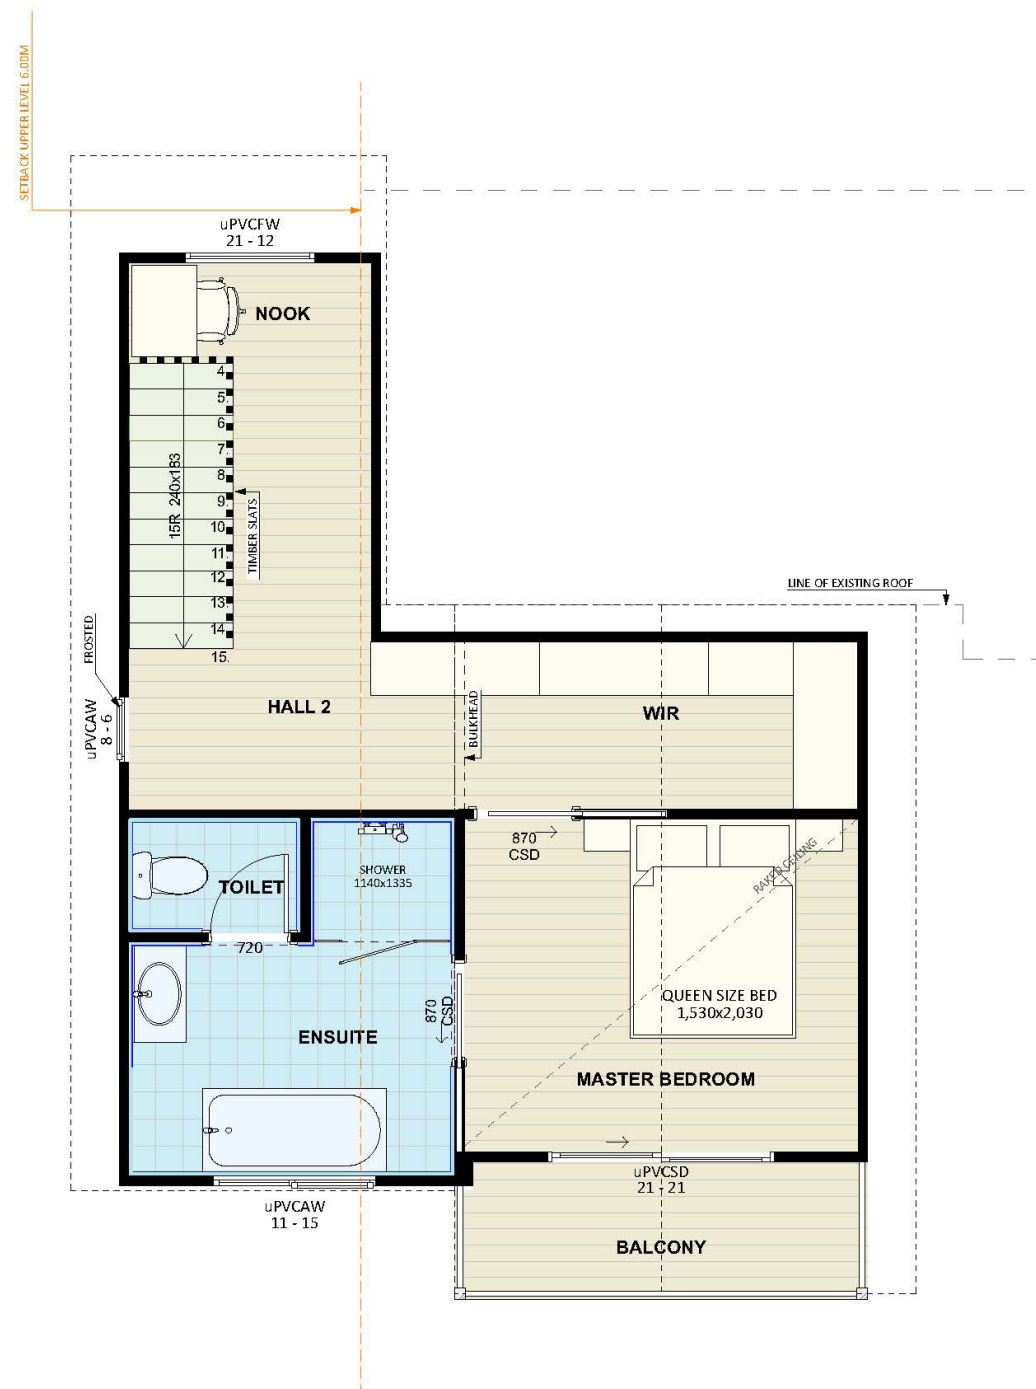 SETBACK UPPER LEVEL 6.00M
uPVCFW
21 - 12
NOOK
4
5.
6
7.
8
9.
10.
11.
12
13.
14
15.
15R 240x183
TIMBER SLATS
LINE OF EXISTING ROOF
FROSTED
uPVCAW
8 - 6
HALL 2
BULKHEAD
WIR
870
CSD
SHOWER
1140x1335
TOILET
720
RAKED CEILING
QUEEN SIZE BED
1,530x2,030
870
CSD
ENSUITE
MASTER BEDROOM
uPVCSD
21 - 21
uPVCAW
11 - 15
BALCONY